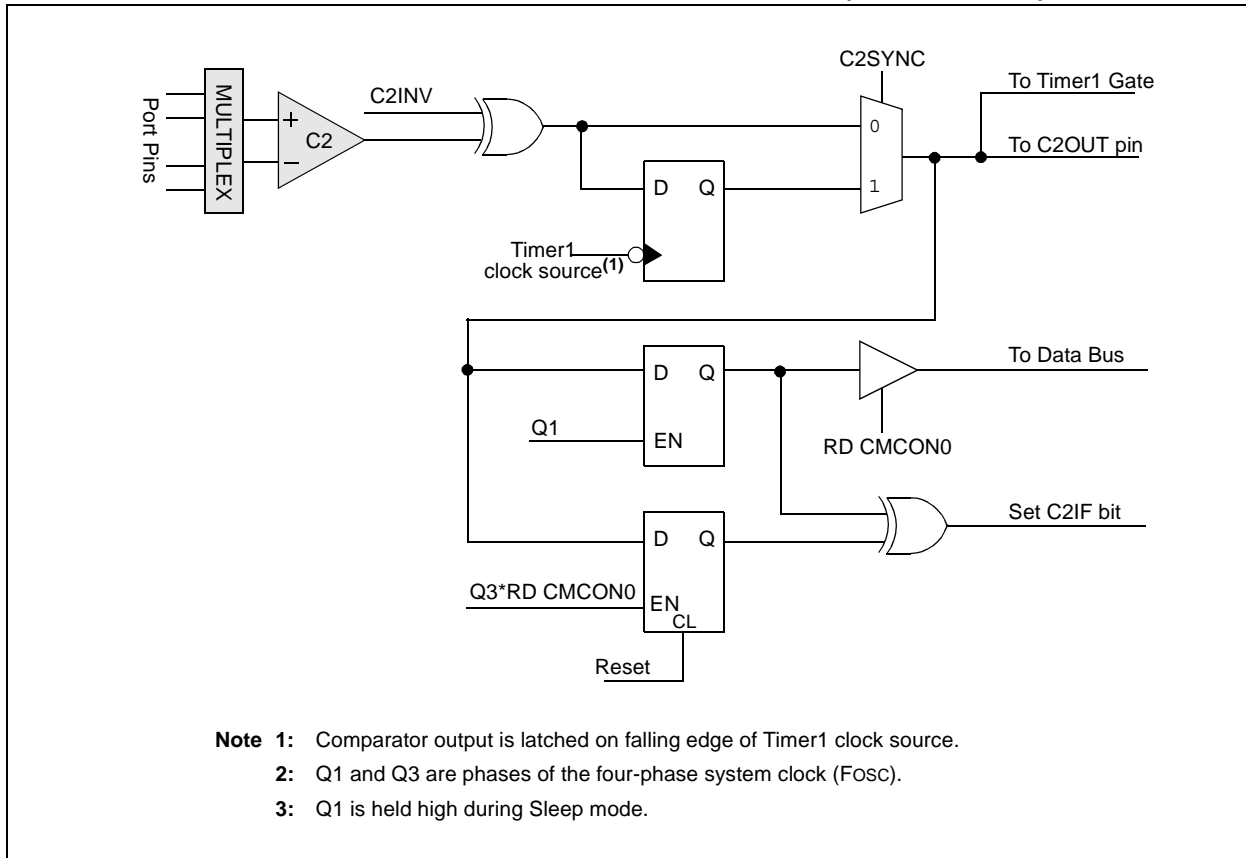 C2SYNC
Port Pins
MULTIPLEX
+
−
C2
C2INV
0
1
To Timer1 Gate
To C2OUT pin
D Q
Timer1
clock source(1)
D Q
Q1
EN
To Data Bus
RD CMCON0
D Q
Q3*RD CMCON0
EN
CL
Set C2IF bit
Reset
Note 1: Comparator output is latched on falling edge of Timer1 clock source.
2: Q1 and Q3 are phases of the four-phase system clock (FOSC).
3: Q1 is held high during Sleep mode.